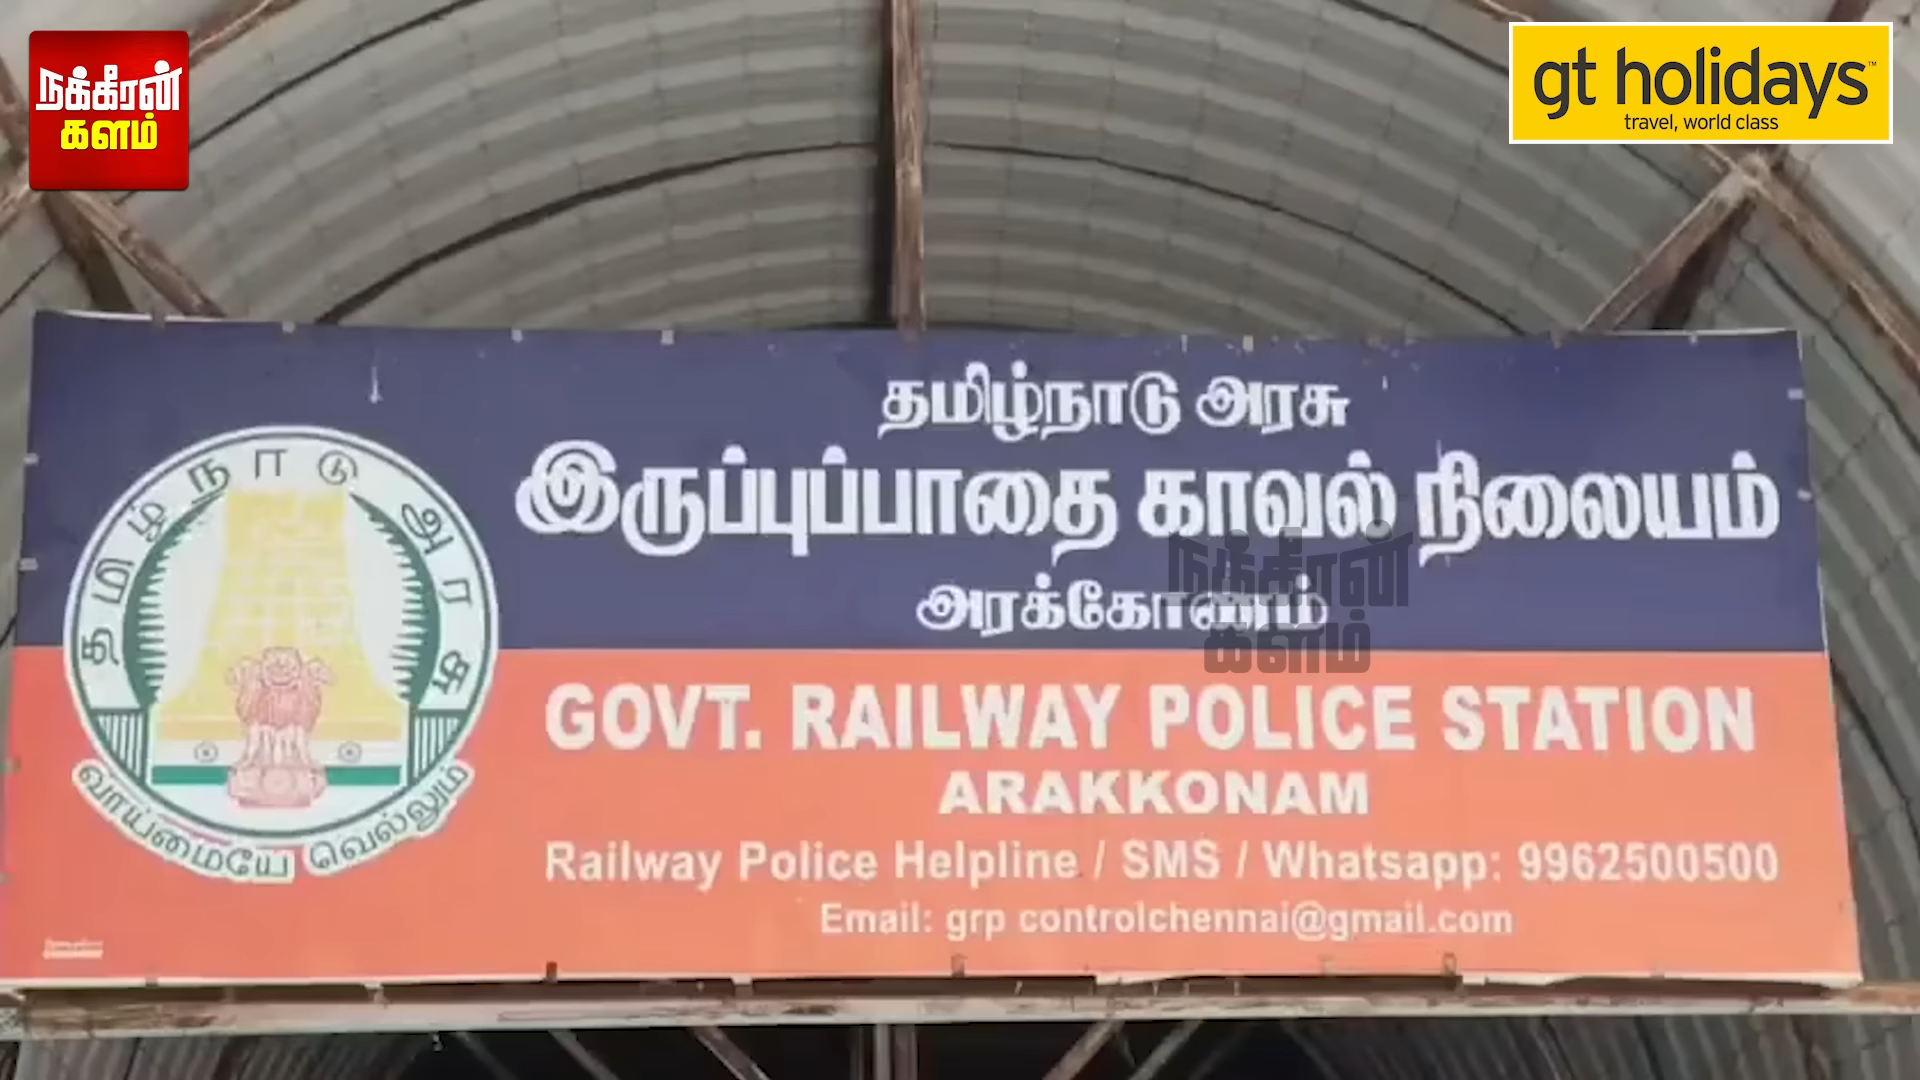 நக்கீரன்
களம்
gt holidays™
travel, world class
தமிழ்நாடு அரசு
இருப்புப்பாதை காவல் நிலையம்
அரக்கோணம்
நக்கீரன்
களம்
தமிழ்நாடு அரசு
வாய்மையே வெல்லும்
GOVT. RAILWAY POLICE STATION
ARAKKONAM
Railway Police Helpline / SMS / Whatsapp: 9962500500
Email: grp controlchennai@gmail.com